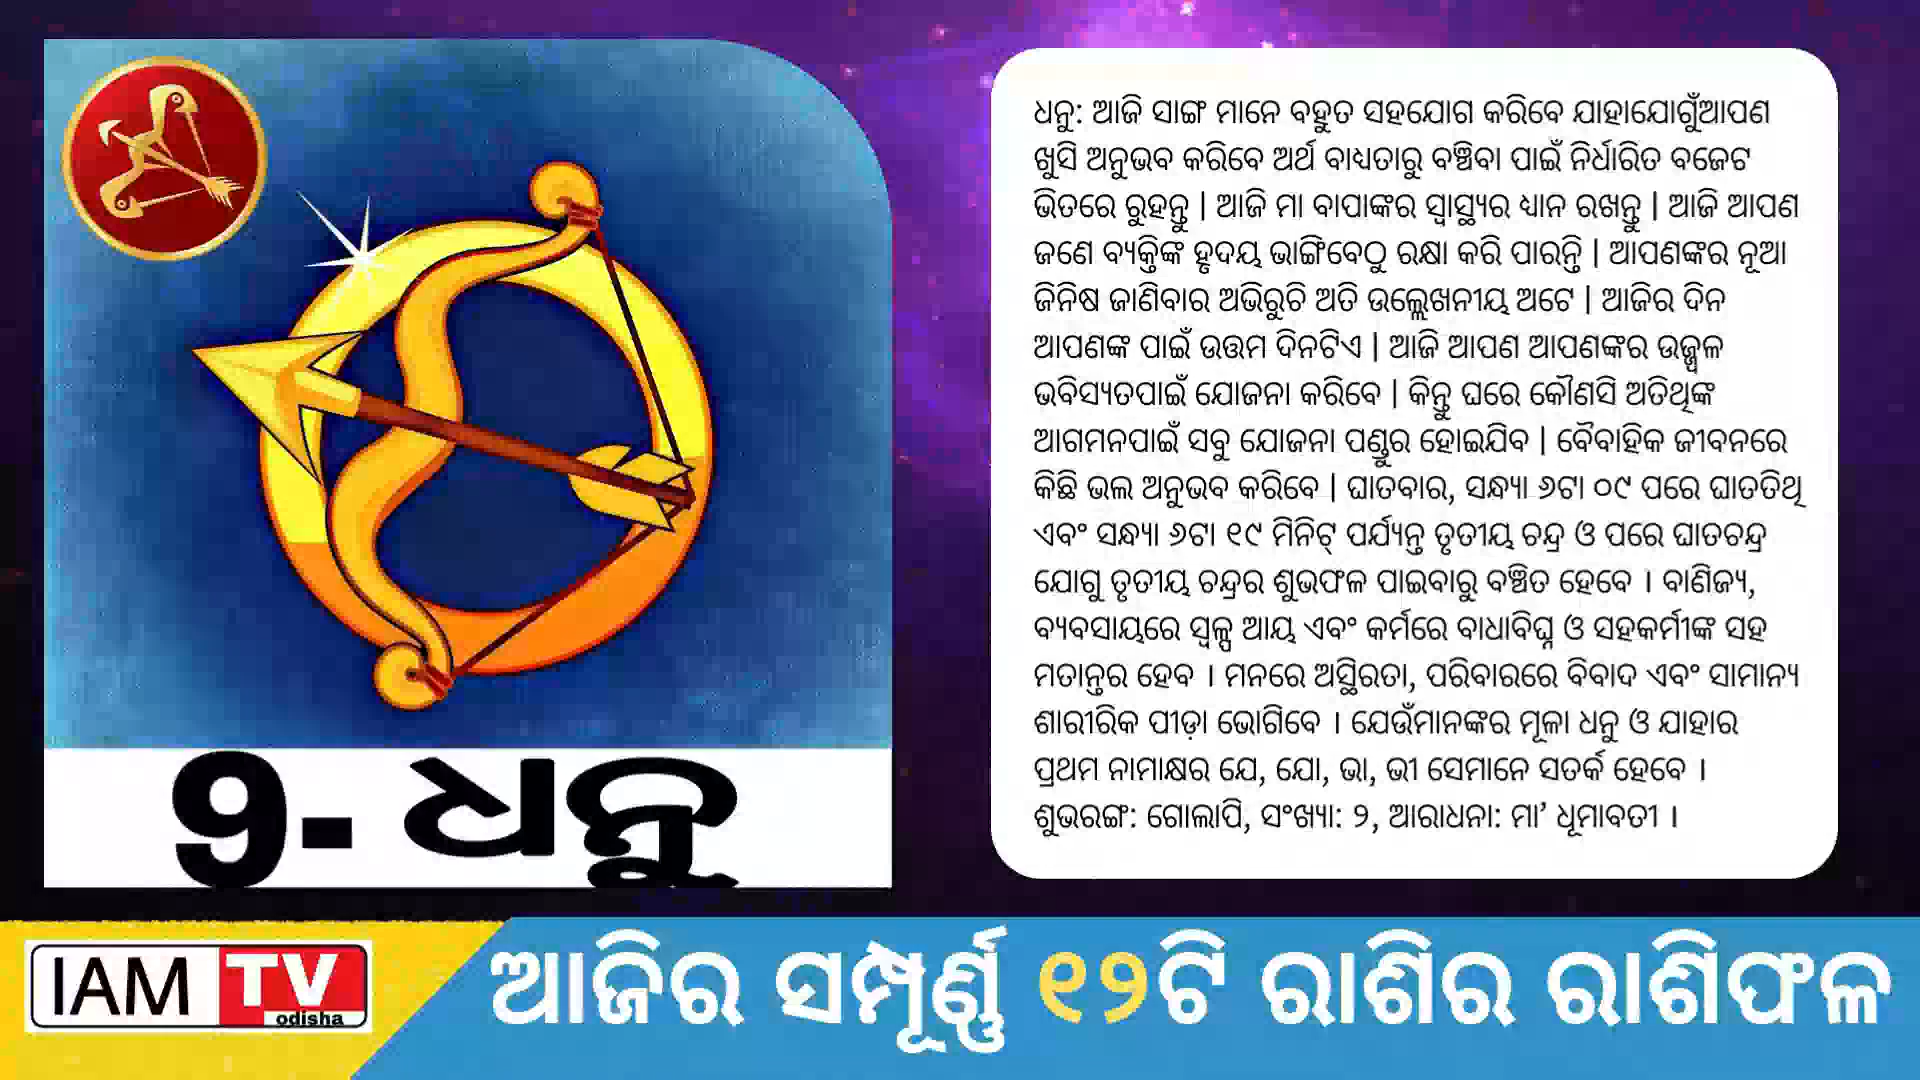 ଧନୁ: ଆଜି ସାଙ୍ଗ ମାନେ ବହୁତ ସହଯୋଗ କରିବେ ଯାହାଯୋଗୁଁଆପଣ
ଖୁସି ଅନୁଭବ କରିବେ ଅର୍ଥ ବାଧ୍ୟତାରୁ ବଞ୍ଚିବା ପାଇଁ ନିର୍ଧାରିତ ବଜେଟ
ଭିତରେ ରୁହନ୍ତୁ | ଆଜି ମା ବାପାଙ୍କର ସ୍ୱାସ୍ଥ୍ୟର ଧ୍ୟାନ ରଖନ୍ତୁ | ଆଜି ଆପଣ
ଜଣେ ବ୍ୟକ୍ତିଙ୍କ ହୃଦୟ ଭାଙ୍ଗିବେଠୁ ରକ୍ଷା କରି ପାରନ୍ତି | ଆପଣଙ୍କର ନୂଆ
ଜିନିଷ ଜାଣିବାର ଅଭିରୁଚି ଅତି ଉଲ୍ଲେଖନୀୟ ଅଟେ | ଆଜିର ଦିନ
ଆପଣଙ୍କ ପାଇଁ ଉତ୍ତମ ଦିନଟିଏ | ଆଜି ଆପଣ ଆପଣଙ୍କର ଉଜ୍ଜ୍ୱଳ
ଭବିସ୍ୟତପାଇଁ ଯୋଜନା କରିବେ | କିନ୍ତୁ ଘରେ କୌଣସି ଅତିଥିଙ୍କ
ଆଗମନପାଇଁ ସବୁ ଯୋଜନା ପଣ୍ଡୁର ହୋଇଯିବ | ବୈବାହିକ ଜୀବନରେ
କିଛି ଭଲ ଅନୁଭବ କରିବେ | ଘାତବାର, ସନ୍ଧ୍ୟା ୬ଟା ୦୯ ପରେ ଘାତତିଥି
ଏବଂ ସନ୍ଧ୍ୟା ୬ଟା ୧୯ ମିନିଟ୍ ପର୍ଯ୍ୟନ୍ତ ତୃତୀୟ ଚନ୍ଦ୍ର ଓ ପରେ ଘାତଚନ୍ଦ୍ର
ଯୋଗୁ ତୃତୀୟ ଚନ୍ଦ୍ରର ଶୁଭଫଳ ପାଇବାରୁ ବଞ୍ଚିତ ହେବେ । ବାଣିଜ୍ୟ,
ବ୍ୟବସାୟରେ ସ୍ୱଳ୍ପ ଆୟ ଏବଂ କର୍ମରେ ବାଧାବିଘ୍ନ ଓ ସହକର୍ମୀଙ୍କ ସହ
ମତାନ୍ତର ହେବ । ମନରେ ଅସ୍ଥିରତା, ପରିବାରରେ ବିବାଦ ଏବଂ ସାମାନ୍ୟ
ଶାରୀରିକ ପୀଡ଼ା ଭୋଗିବେ । ଯେଉଁମାନଙ୍କର ମୂଳା ଧନୁ ଓ ଯାହାର
ପ୍ରଥମ ନାମାକ୍ଷର ଯେ, ଯୋ, ଭା, ଭୀ ସେମାନେ ସତର୍କ ହେବେ ।
ଶୁଭରଙ୍ଗ: ଗୋଲାପି, ସଂଖ୍ୟା: ୨, ଆରାଧନା: ମା’ ଧୂମାବତୀ ।
9- ଧନୁ
IAM TV
odisha
ଆଜିର ସମ୍ପୂର୍ଣ୍ଣ ୧୨ଟି ରାଶିର ରାଶିଫଳ